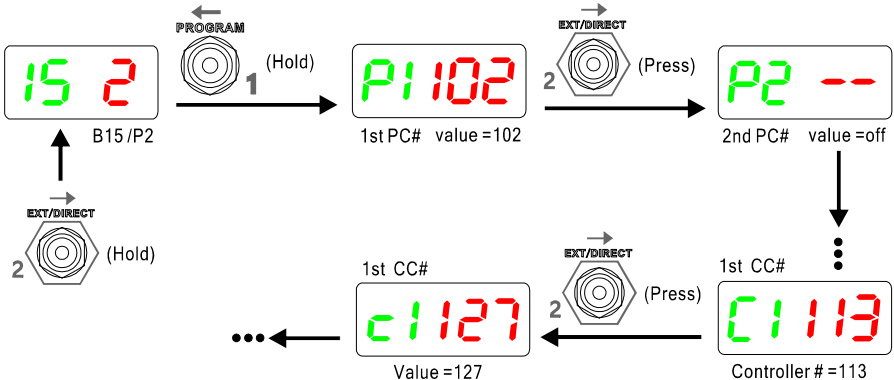 PROGRAM
1
(Hold)
15 2
B15/P2
P1 102
1st PC# value =102
EXT/DIRECT
2
(Press)
P2 --
2nd PC# value =off
EXT/DIRECT
2
(Hold)
1st CC#
c1 127
Value =127
EXT/DIRECT
2
(Press)
1st CC#
C1 113
Controller # =113